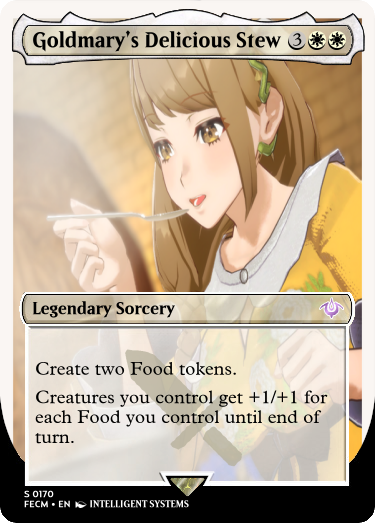 Goldmary's Delicious Stew 3
Legendary Sorcery
Create two Food tokens.
Creatures you control get +1/+1 for
each Food you control until end of
turn.
S 0170
FECM • EN INTELLIGENT SYSTEMS